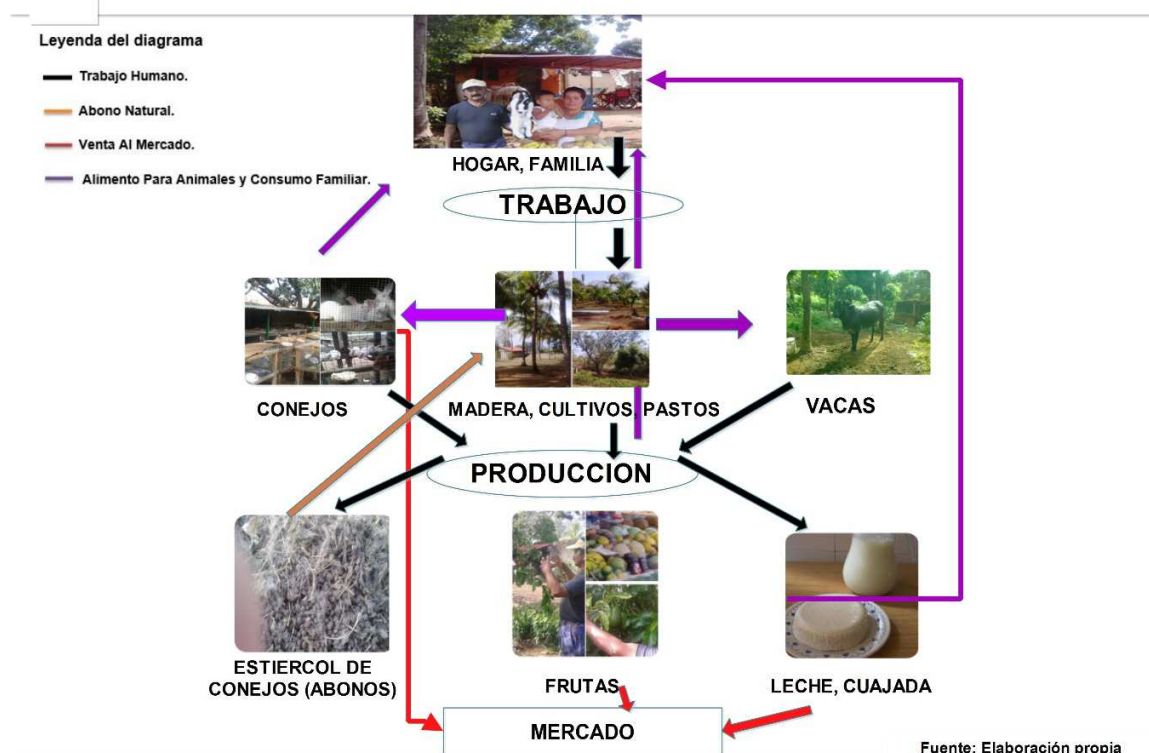 Leyenda del diagrama
Trabajo Humano.
Abono Natural.
Venta Al Mercado.
Alimento Para Animales y Consumo Familiar.
HOGAR, FAMILIA
TRABAJO
CONEJOS
MADERA, CULTIVOS, PASTOS
VACAS
PRODUCCION
ESTIERCOL DE
CONEJOS (ABONOS)
FRUTAS
LECHE, CUAJADA
MERCADO
Fuente: Elaboración propia